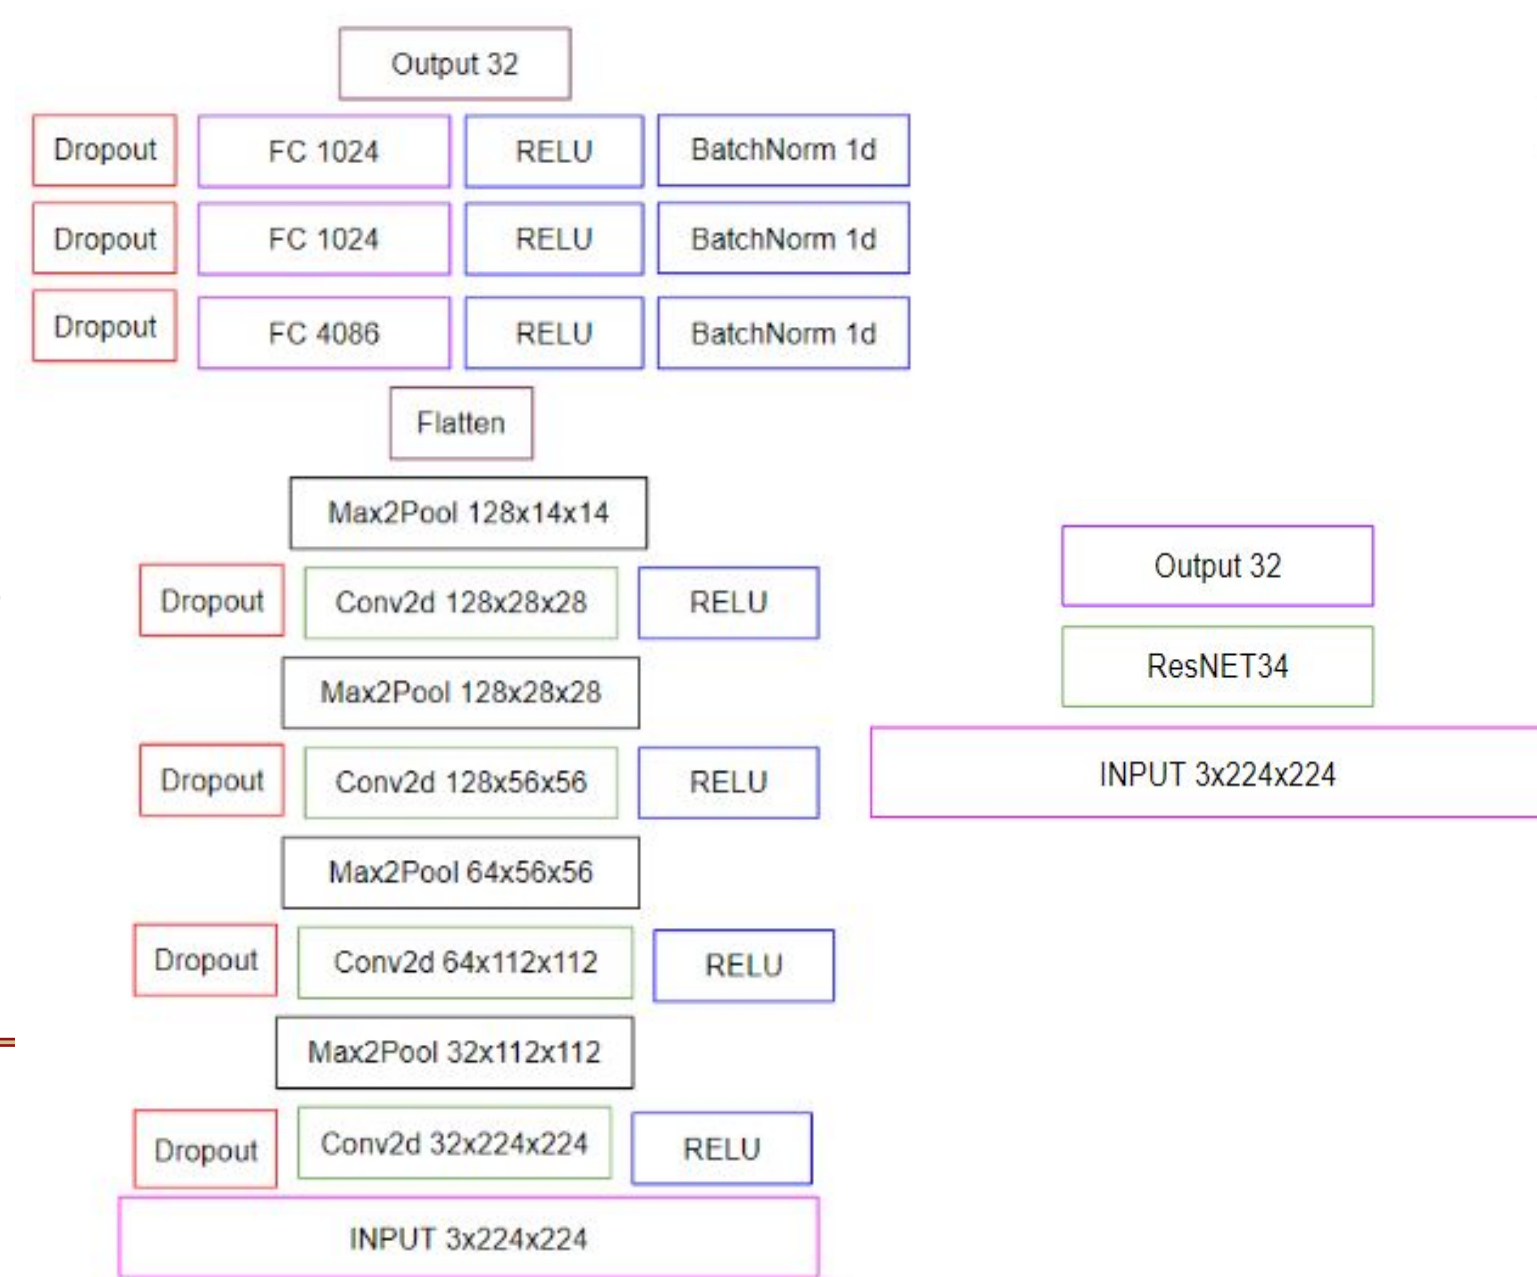 Output 32
Dropout FC 1024 RELU BatchNorm 1d
Dropout FC 1024 RELU BatchNorm 1d
Dropout FC 4086 RELU BatchNorm 1d
Flatten
Max2Pool 128x14x14
Dropout Conv2d 128x28x28 RELU
Max2Pool 128x28x28
Dropout Conv2d 128x56x56 RELU
Max2Pool 64x56x56
Dropout Conv2d 64x112x112 RELU
Max2Pool 32x112x112
Dropout Conv2d 32x224x224 RELU
INPUT 3x224x224
Output 32
ResNET34
INPUT 3x224x224